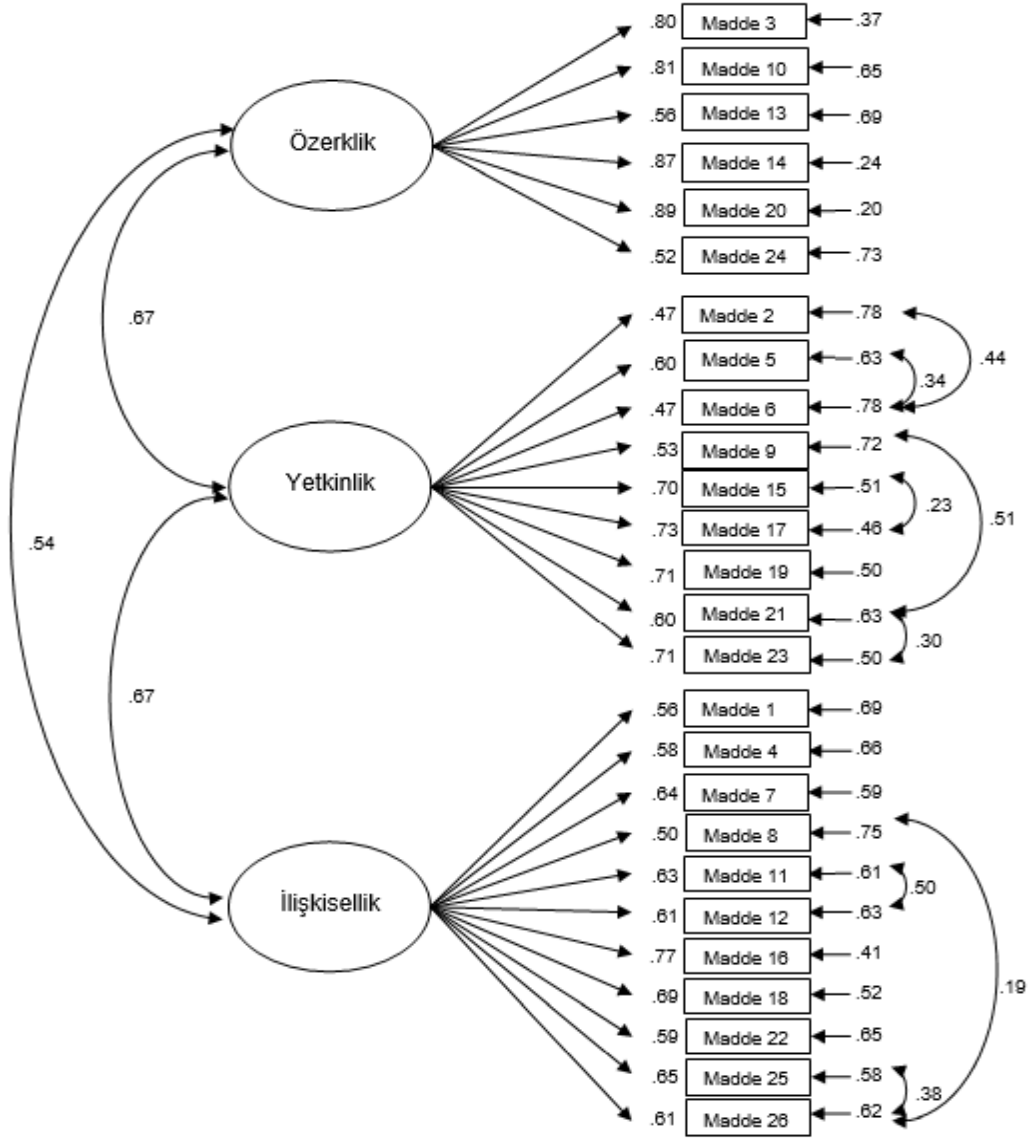 .80 Madde 3 .37
.81 Madde 10 .65
.56 Madde 13 .69
Özerklik
.87 Madde 14 .24
.89 Madde 20 .20
.52 Madde 24 .73
.67
.47 Madde 2 .78
.60 Madde 5 .63
.44
.34
.47 Madde 6 .78
.53 Madde 9 .72
Yetkinlik
.70 Madde 15 .51
.23
.51
.73 Madde 17 .46
.54
.71 Madde 19 .50
.60 Madde 21 .63
.30
.71 Madde 23 .50
.67
.56 Madde 1 .69
.58 Madde 4 .66
.64 Madde 7 .59
.50 Madde 8 .75
.63 Madde 11 .61
.50
İlişkisellik
.61 Madde 12 .63
.77 Madde 16 .41
.19
.69 Madde 18 .52
.59 Madde 22 .65
.65 Madde 25 .58
.38
.61 Madde 26 .62